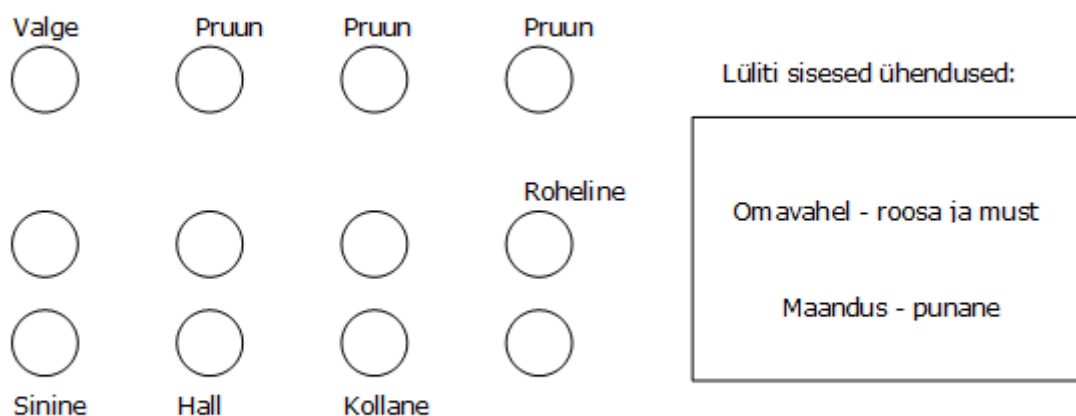 Valge Pruun Pruun Pruun
Lüliti sisesed ühendused:
Roheline
Omavahel - roosa ja must
Maandus - punane
Sinine Hall Kollane